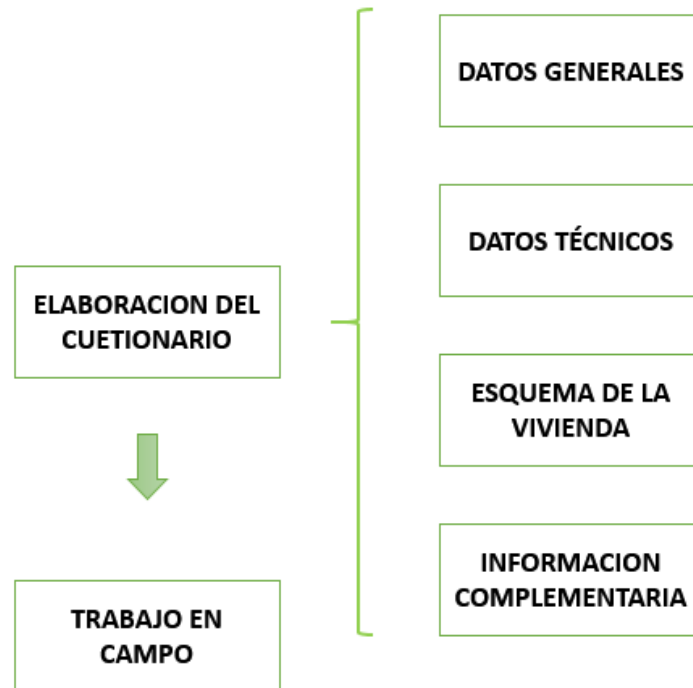 DATOS GENERALES
DATOS TÉCNICOS
ELABORACION DEL
CUETIONARIO
ESQUEMA DE LA
VIVIENDA
INFORMACION
COMPLEMENTARIA
TRABAJO EN
CAMPO